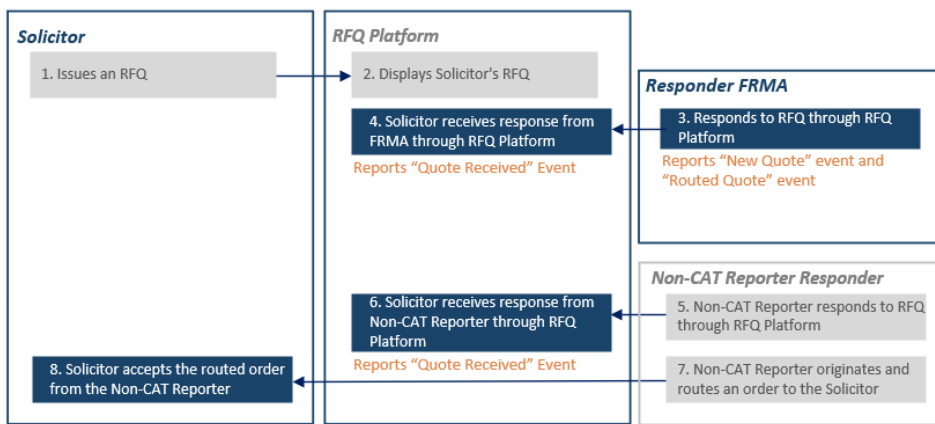 Solicitor
RFQ Platform
1. Issues an RFQ
2. Displays Solicitor's RFQ
Responder FRMA
4. Solicitor receives response from
FRMA through RFQ Platform
3. Responds to RFQ through RFQ
Platform
Reports “Quote Received” Event
Reports “New Quote” event and
“Routed Quote” event
Non-CAT Reporter Responder
6. Solicitor receives response from
Non-CAT Reporter through RFQ
Platform
5. Non-CAT Reporter responds to RFQ
through RFQ Platform
Reports “Quote Received” Event
8. Solicitor accepts the routed order
from the Non-CAT Reporter
7. Non-CAT Reporter originates and
routes an order to the Solicitor